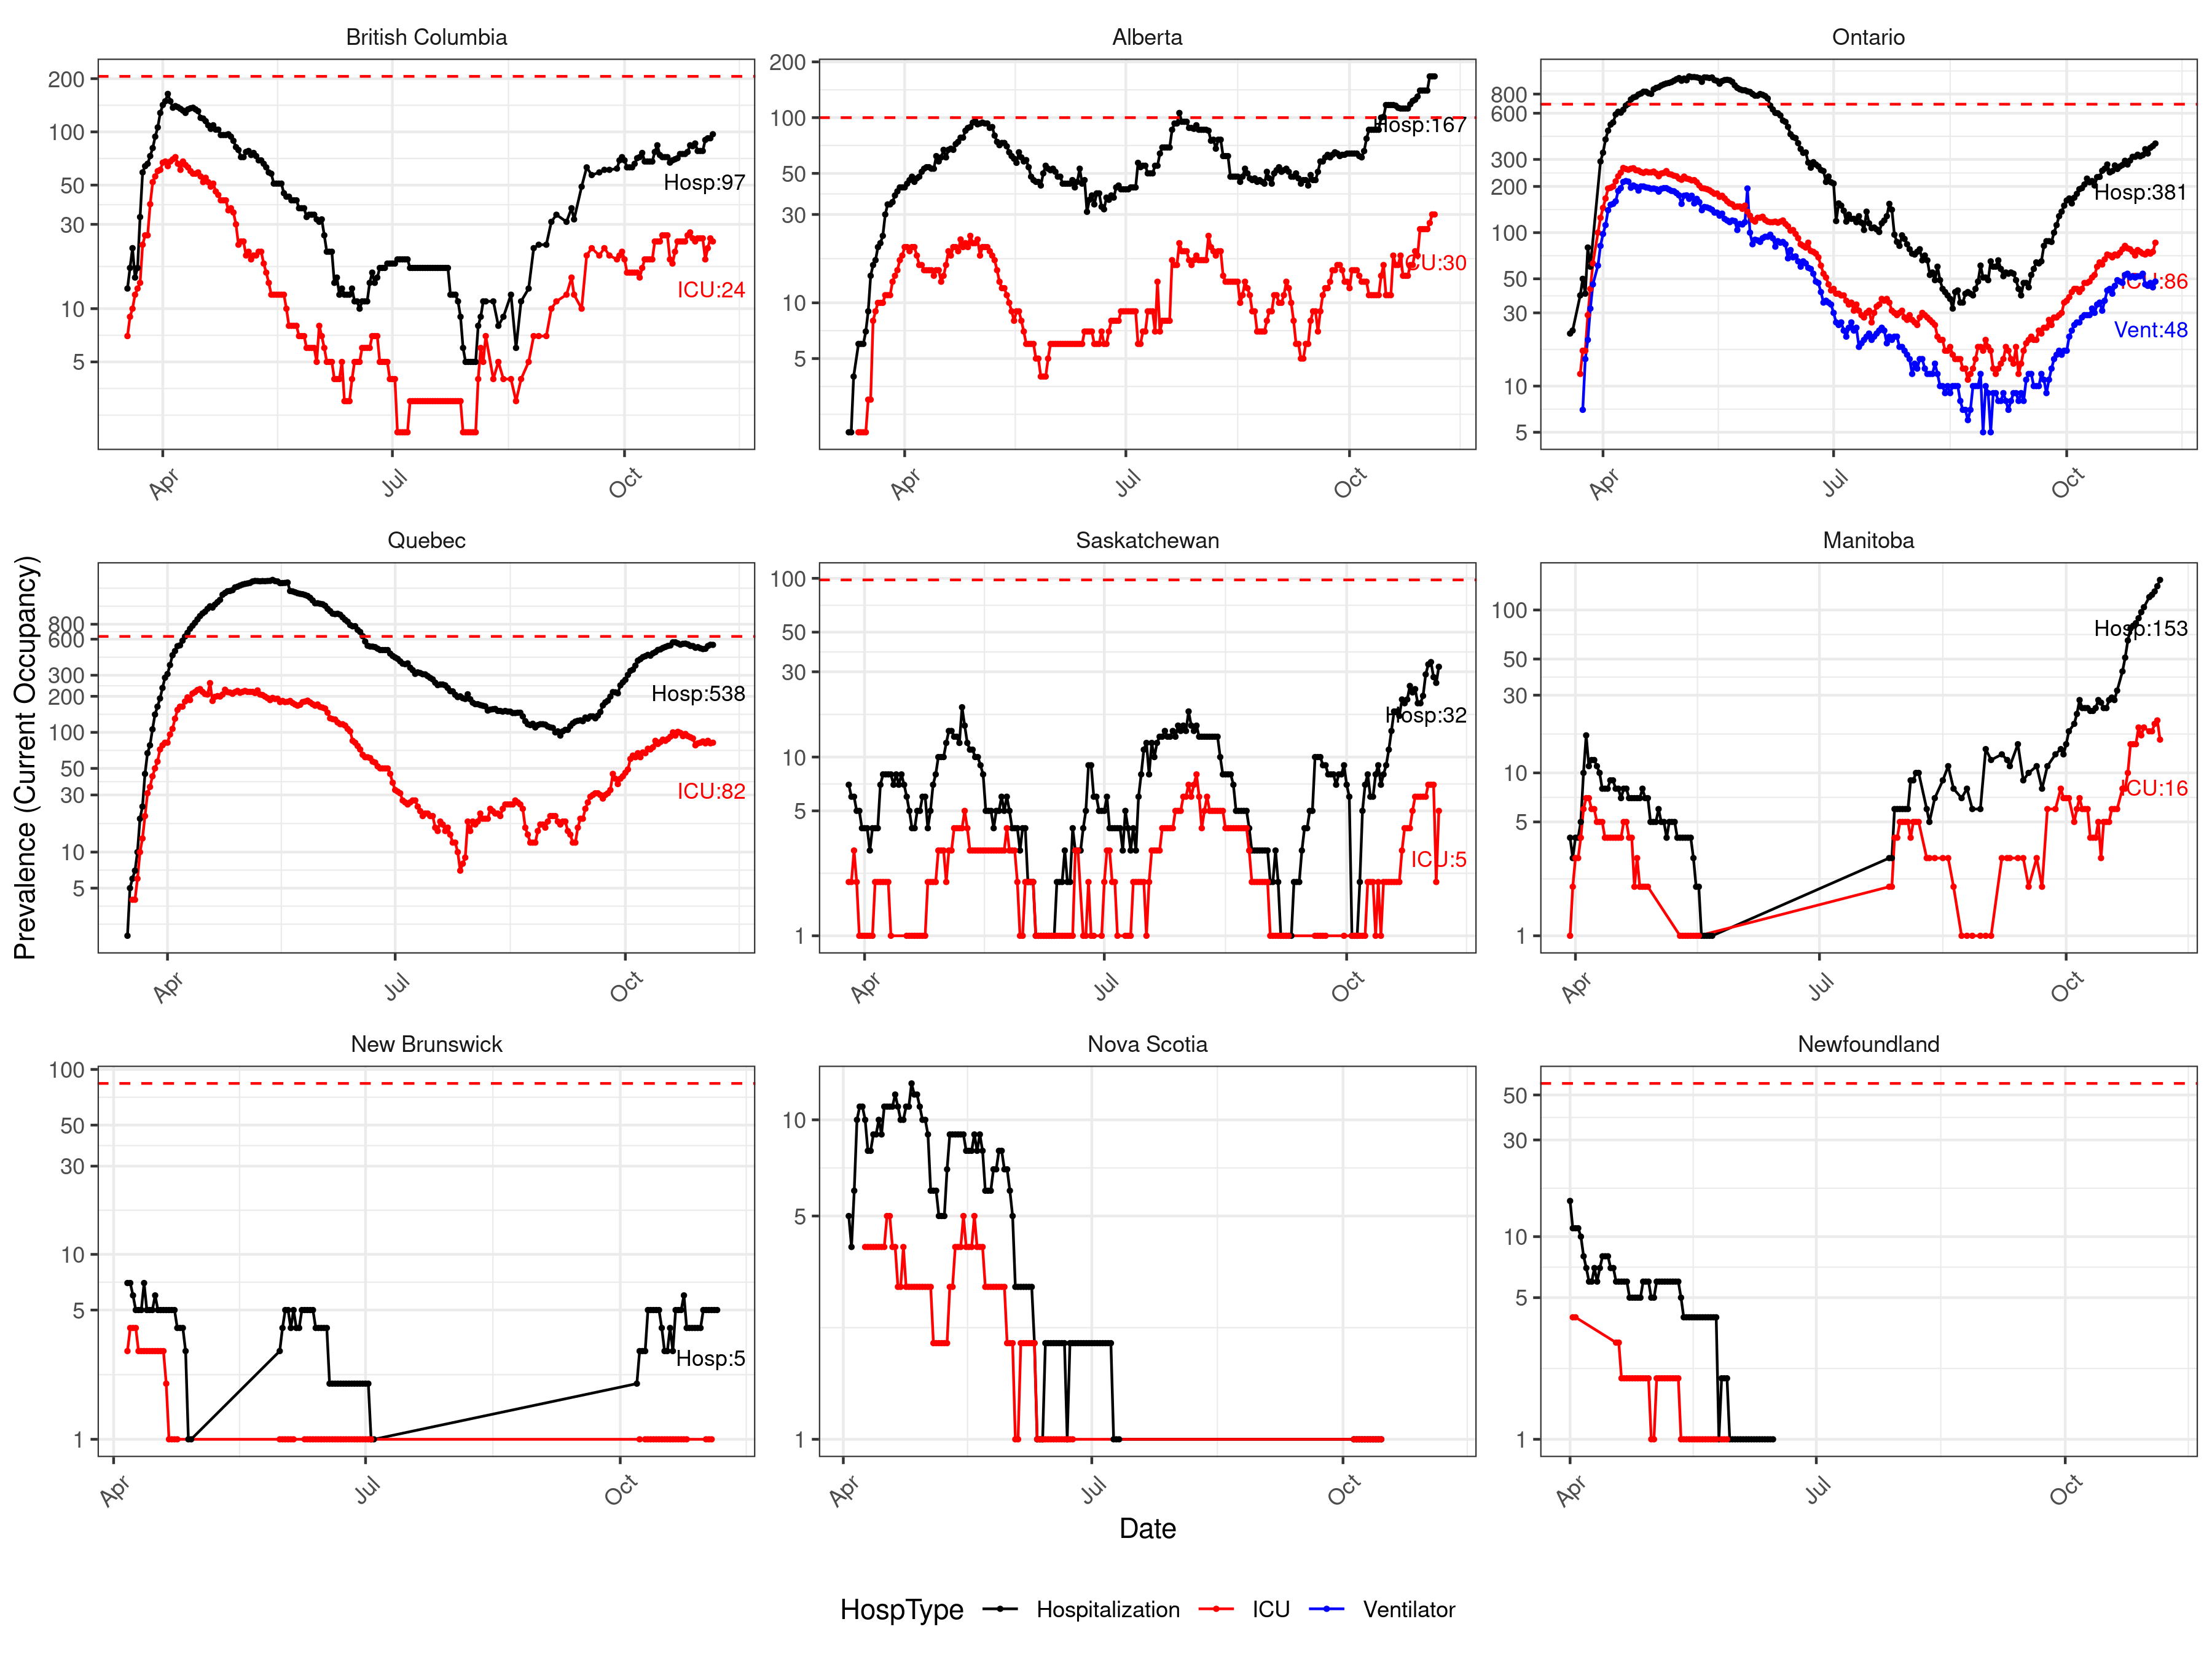 British Columbia
Alberta
Ontario
200
100
50
30
10
5
Hosp:97
ICU:24
Apr
Jul
Oct
200
100
50
30
10
5
Hosp:167
ICU:30
Apr
Jul
Oct
800
600
300
200
100
50
30
10
5
Hosp:381
ICU:86
Vent:48
Apr
Jul
Oct
Prevalence (Current Occupancy)
Quebec
Saskatchewan
Manitoba
800
600
300
200
100
50
30
10
5
Hosp:538
ICU:82
Apr
Jul
Oct
100
50
30
10
5
1
Hosp:32
ICU:5
Apr
Jul
Oct
100
50
30
10
5
1
Hosp:153
ICU:16
Apr
Jul
Oct
New Brunswick
Nova Scotia
Newfoundland
100
50
30
10
5
1
Hosp:5
Apr
Jul
Oct
10
5
1
Apr
Jul
Oct
50
30
10
5
1
Apr
Jul
Oct
Date
HospType Hospitalization ICU Ventilator